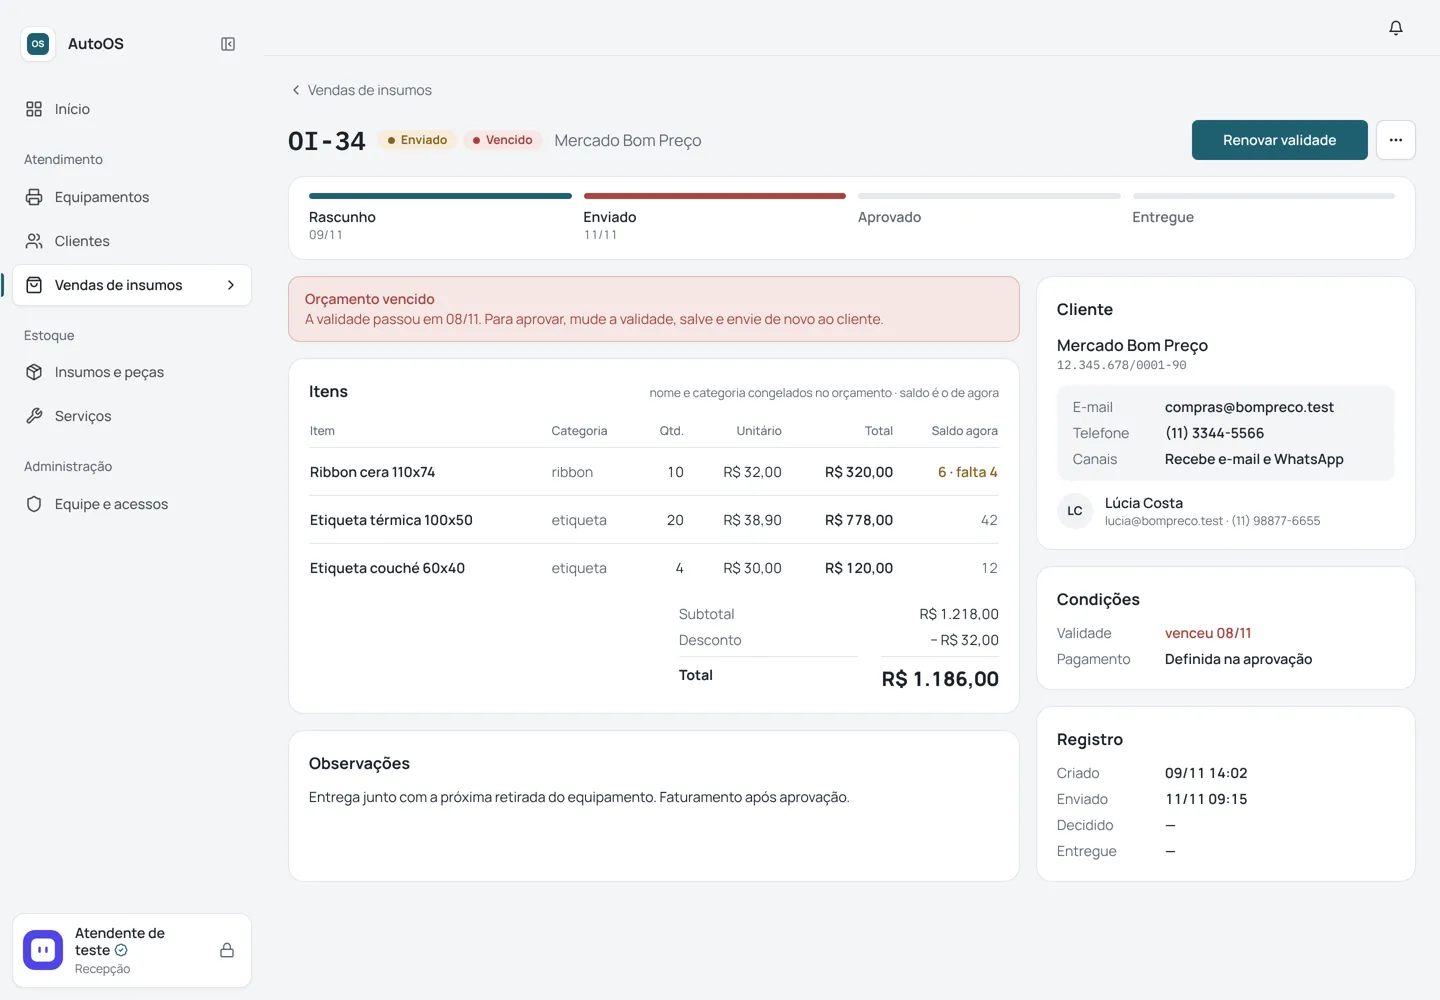 OS
AutoOS
Início
Atendimento
Equipamentos
Clientes
Vendas de insumos
Estoque
Insumos e peças
Serviços
Administração
Equipe e acessos
Atendente de
teste
Recepção
Vendas de insumos
OI-34
Enviado
Vencido
Mercado Bom Preço
Renovar validade
Rascunho
09/11
Enviado
11/11
Aprovado
Entregue
Orçamento vencido
A validade passou em 08/11. Para aprovar, mude a validade, salve e envie de novo ao cliente.
Itens
nome e categoria congelados no orçamento · saldo é o de agora
Item Categoria Qtd. Unitário Total Saldo agora
Ribbon cera 110x74 ribbon 10 R$ 32,00 R$ 320,00 6 · falta 4
Etiqueta térmica 100x50 etiqueta 20 R$ 38,90 R$ 778,00 42
Etiqueta couché 60x40 etiqueta 4 R$ 30,00 R$ 120,00 12
Subtotal R$ 1.218,00
Desconto − R$ 32,00
Total R$ 1.186,00
Observações
Entrega junto com a próxima retirada do equipamento. Faturamento após aprovação.
Cliente
Mercado Bom Preço
12.345.678/0001-90
E-mail compras@bompreco.test
Telefone (11) 3344-5566
Canais Recebe e-mail e WhatsApp
LC
Lúcia Costa
lucia@bompreco.test · (11) 98877-6655
Condições
Validade venceu 08/11
Pagamento Definida na aprovação
Registro
Criado 09/11 14:02
Enviado 11/11 09:15
Decidido —
Entregue —